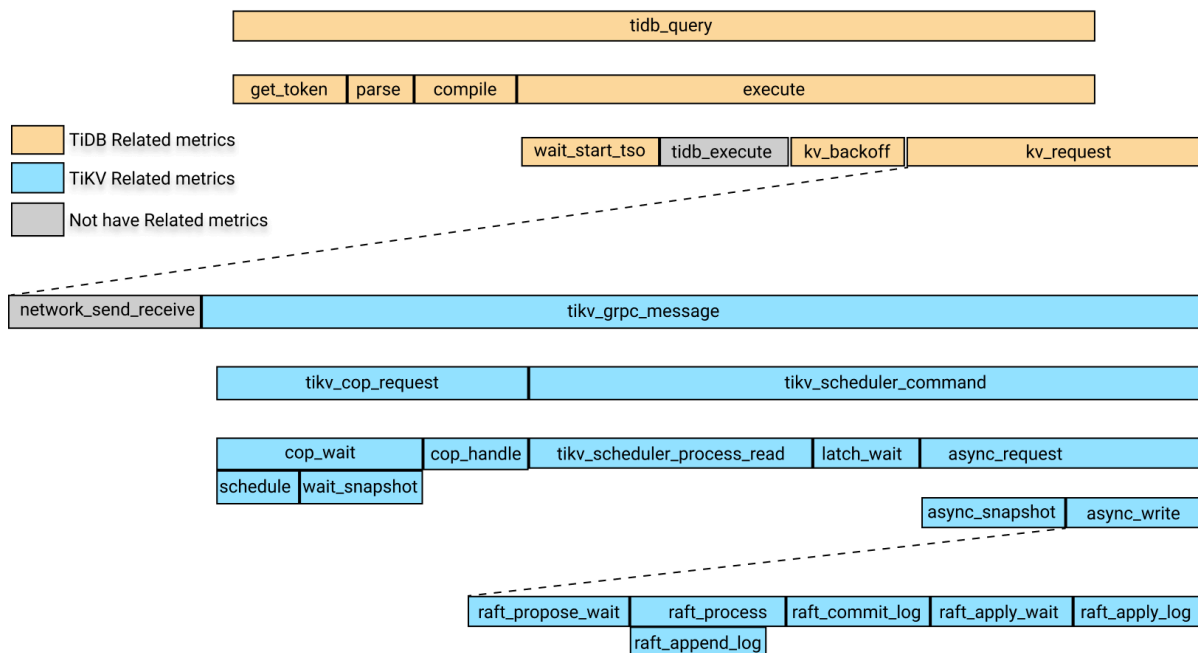 tidb_query
get_token parse compile execute
TiDB Related metrics
wait_start_tso tidb_execute kv_backoff kv_request
TiKV Related metrics
Not have Related metrics
network_send_receive tikv_grpc_message
tikv_cop_request tikv_scheduler_command
cop_wait cop_handle tikv_scheduler_process_read latch_wait async_request
schedule wait_snapshot
async_snapshot async_write
raft_propose_wait raft_process raft_commit_log raft_apply_wait raft_apply_log
raft_append_log